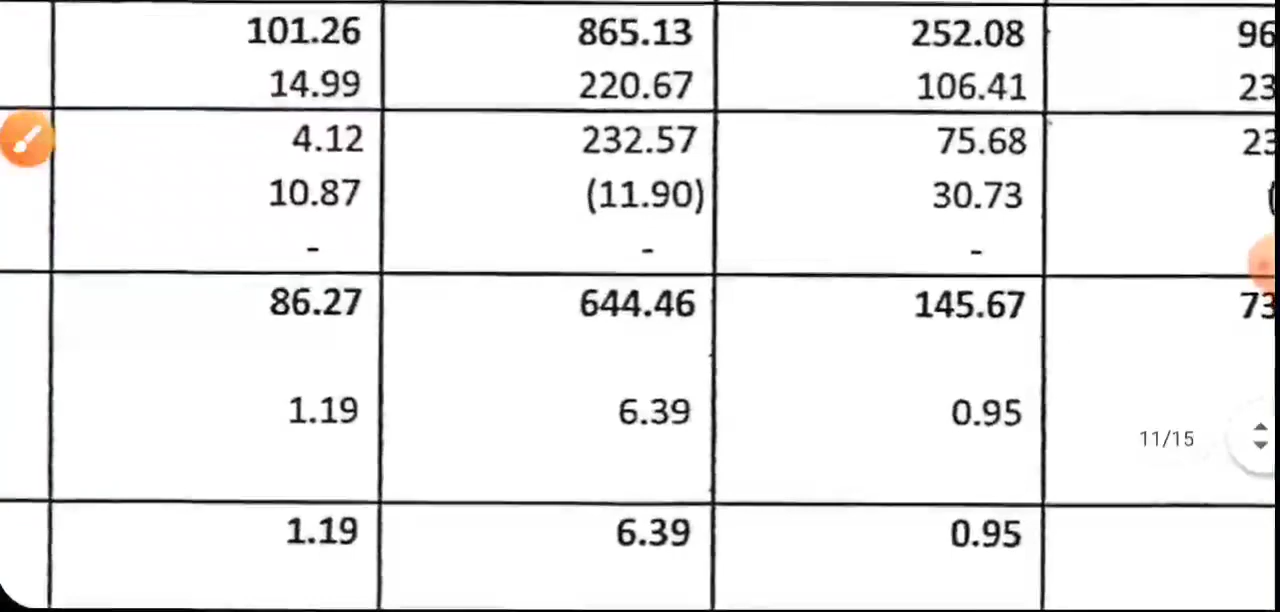 101.26 865.13 252.08 96
14.99 220.67 106.41 23
4.12 232.57 75.68 23
10.87 (11.90) 30.73 (
- - -
86.27 644.46 145.67 73
1.19 6.39 0.95
11/15
1.19 6.39 0.95